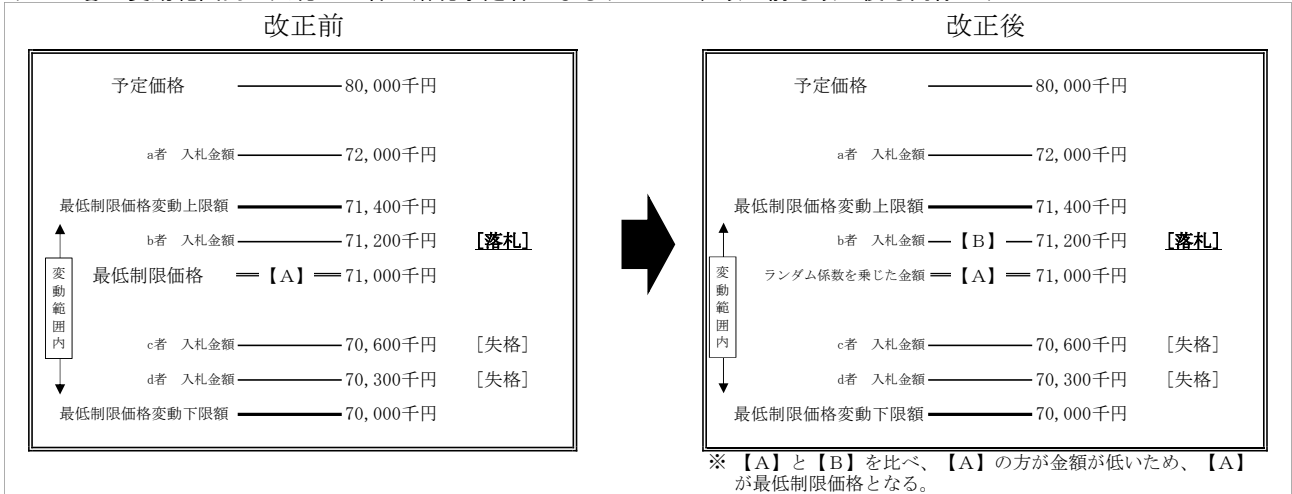 改正前
予定価格 80,000千円
a者 入札金額 72,000千円
最低制限価格変動上限額 71,400千円
b者 入札金額 71,200千円 [落札]
最低制限価格 【A】 71,000千円
変動範囲内
c者 入札金額 70,600千円 [失格]
d者 入札金額 70,300千円 [失格]
最低制限価格変動下限額 70,000千円
改正後
予定価格 80,000千円
a者 入札金額 72,000千円
最低制限価格変動上限額 71,400千円
b者 入札金額 【B】 71,200千円 [落札]
ランダム係数を乗じた金額 【A】 71,000千円
変動範囲内
c者 入札金額 70,600千円 [失格]
d者 入札金額 70,300千円 [失格]
最低制限価格変動下限額 70,000千円
※ 【A】と【B】を比べ、【A】の方が金額が低いため、【A】
が最低制限価格となる。